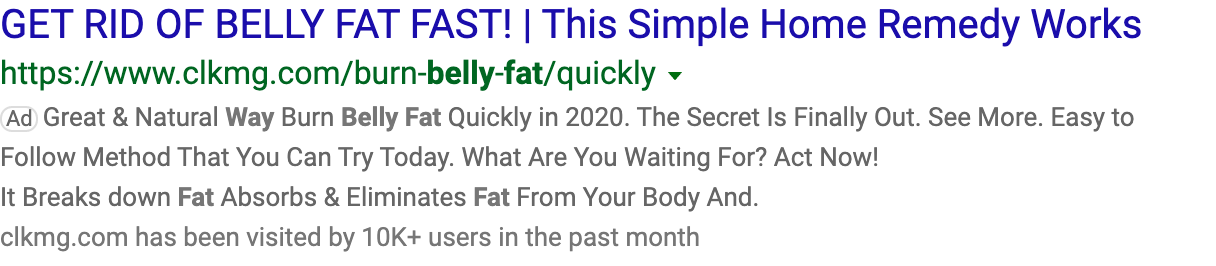 GET RID OF BELLY FAT FAST! | This Simple Home Remedy Works
https://www.clkmg.com/burn-belly-fat/quickly
Ad Great & Natural Way Burn Belly Fat Quickly in 2020. The Secret Is Finally Out. See More. Easy to
Follow Method That You Can Try Today. What Are You Waiting For? Act Now!
It Breaks down Fat Absorbs & Eliminates Fat From Your Body And.
clkmg.com has been visited by 10K+ users in the past month